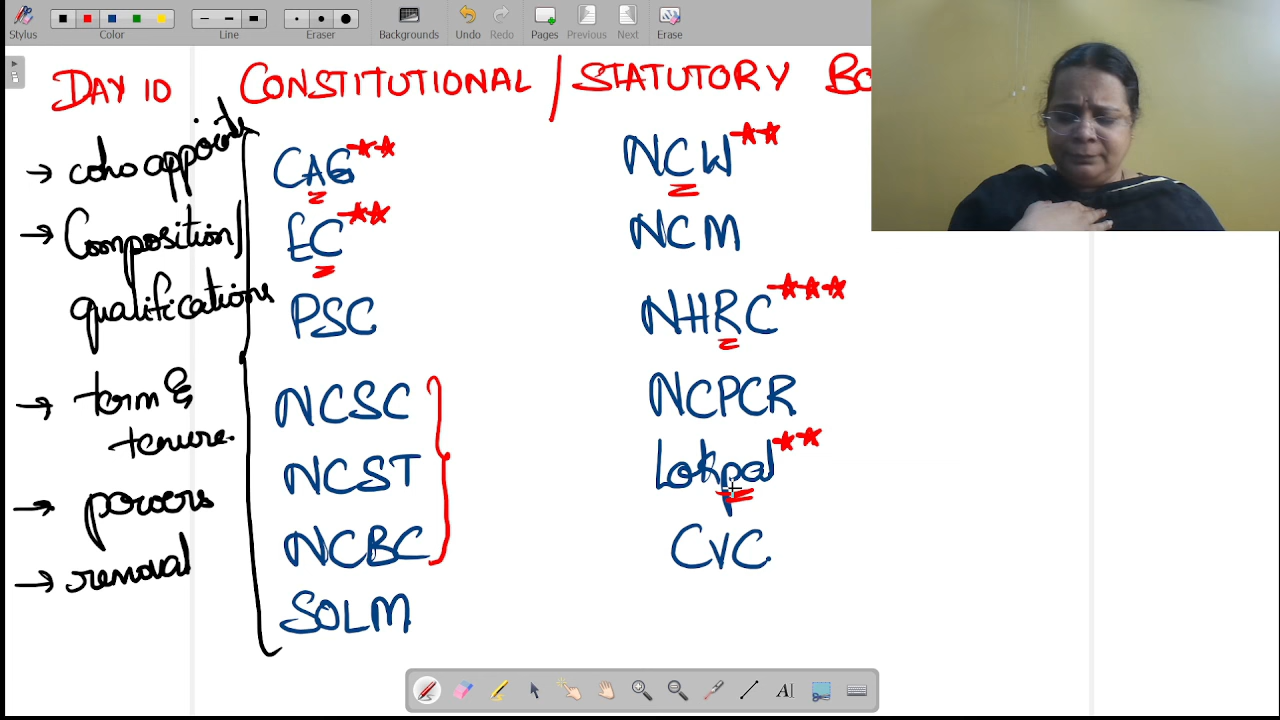 Stylus
Color
Line
Eraser
Backgrounds
Undo
Redo
Pages
Previous
Next
Erase
DAY 10 CONSTITUTIONAL / STATUTORY BO
→ who appoints
→ Composition/
qualifications
→ term &
tenure.
→ powers
→ removal
CAG**
EC**
PSC
NCSC
NCST
NCBC
SOLM
NCW**
NCM
NHRC***
NCPCR
Lokpal**
CVC
AI